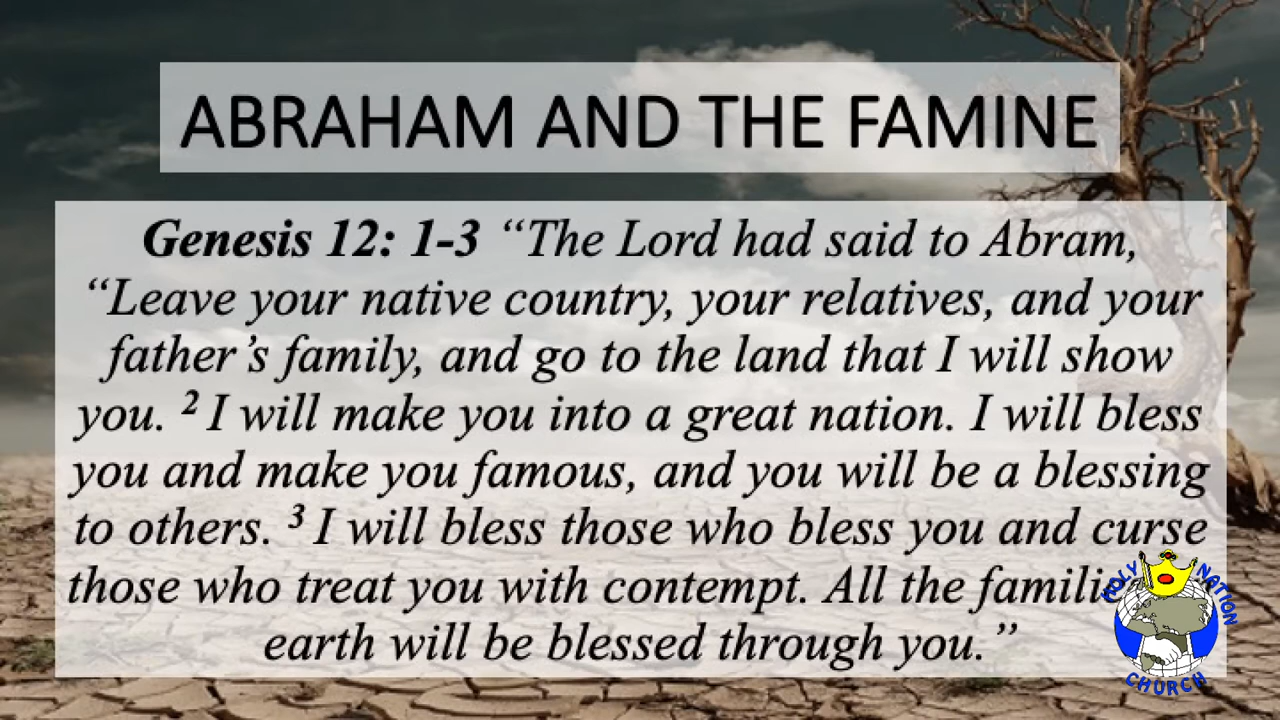 ABRAHAM AND THE FAMINE
Genesis 12: 1-3 “The Lord had said to Abram,
“Leave your native country, your relatives, and your
father’s family, and go to the land that I will show
you. 2 I will make you into a great nation. I will bless
you and make you famous, and you will be a blessing
to others. 3 I will bless those who bless you and curse
those who treat you with contempt. All the
earth will be blessed through you.”
HOLY NATION
CHURCH